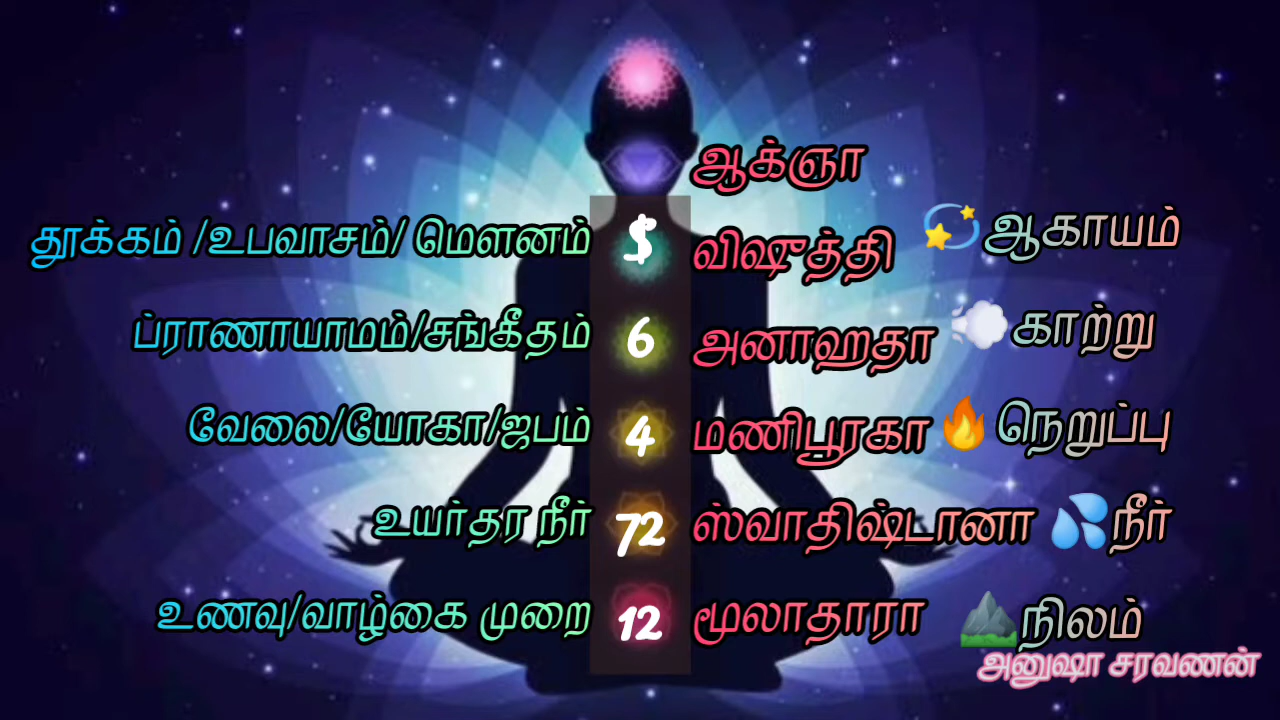 ஆக்ஞா
தூக்கம் /உபவாசம்/ மௌனம் $ விஷுத்தி 💫ஆகாயம்
ப்ராணாயாமம்/சங்கீதம் 6 அனாஹதா 💨காற்று
வேலை/யோகா/ஜபம் 4 மணிபூரகா🔥நெறுப்பு
உயர்தர நீர் 72 ஸ்வாதிஷ்டானா 💦நீர்
உணவு/வாழ்கை முறை 12 மூலாதாரா ⛰️நிலம்
அனுஷா சரவணன்